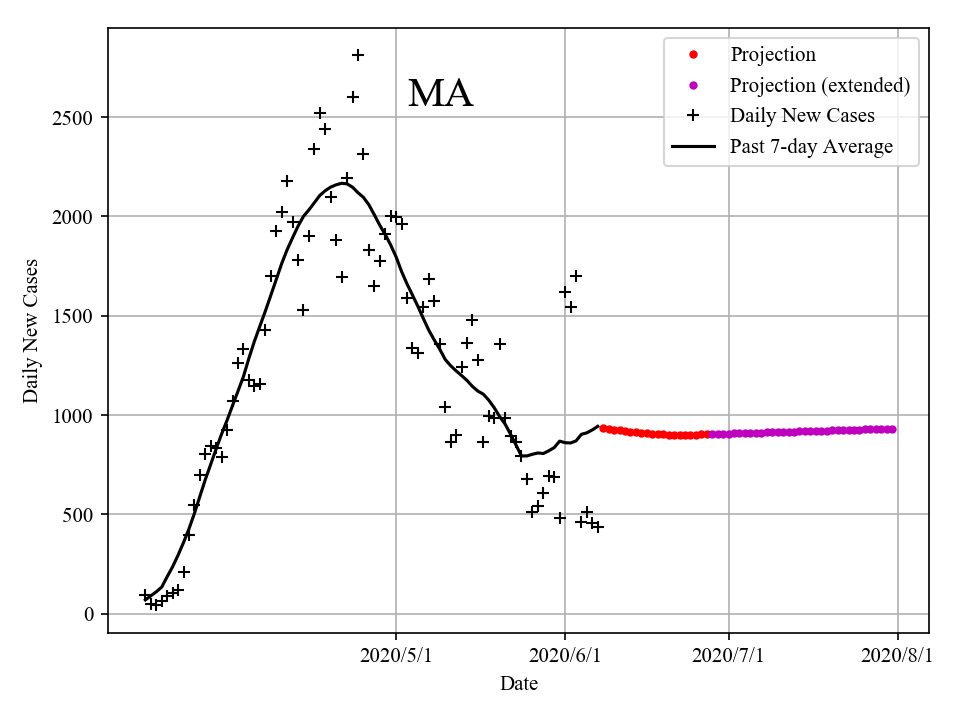 MA
Projection
Projection (extended)
Daily New Cases
Past 7-day Average
2500
2000
1500
1000
500
0
Daily New Cases
2020/5/1
2020/6/1
2020/7/1
2020/8/1
Date